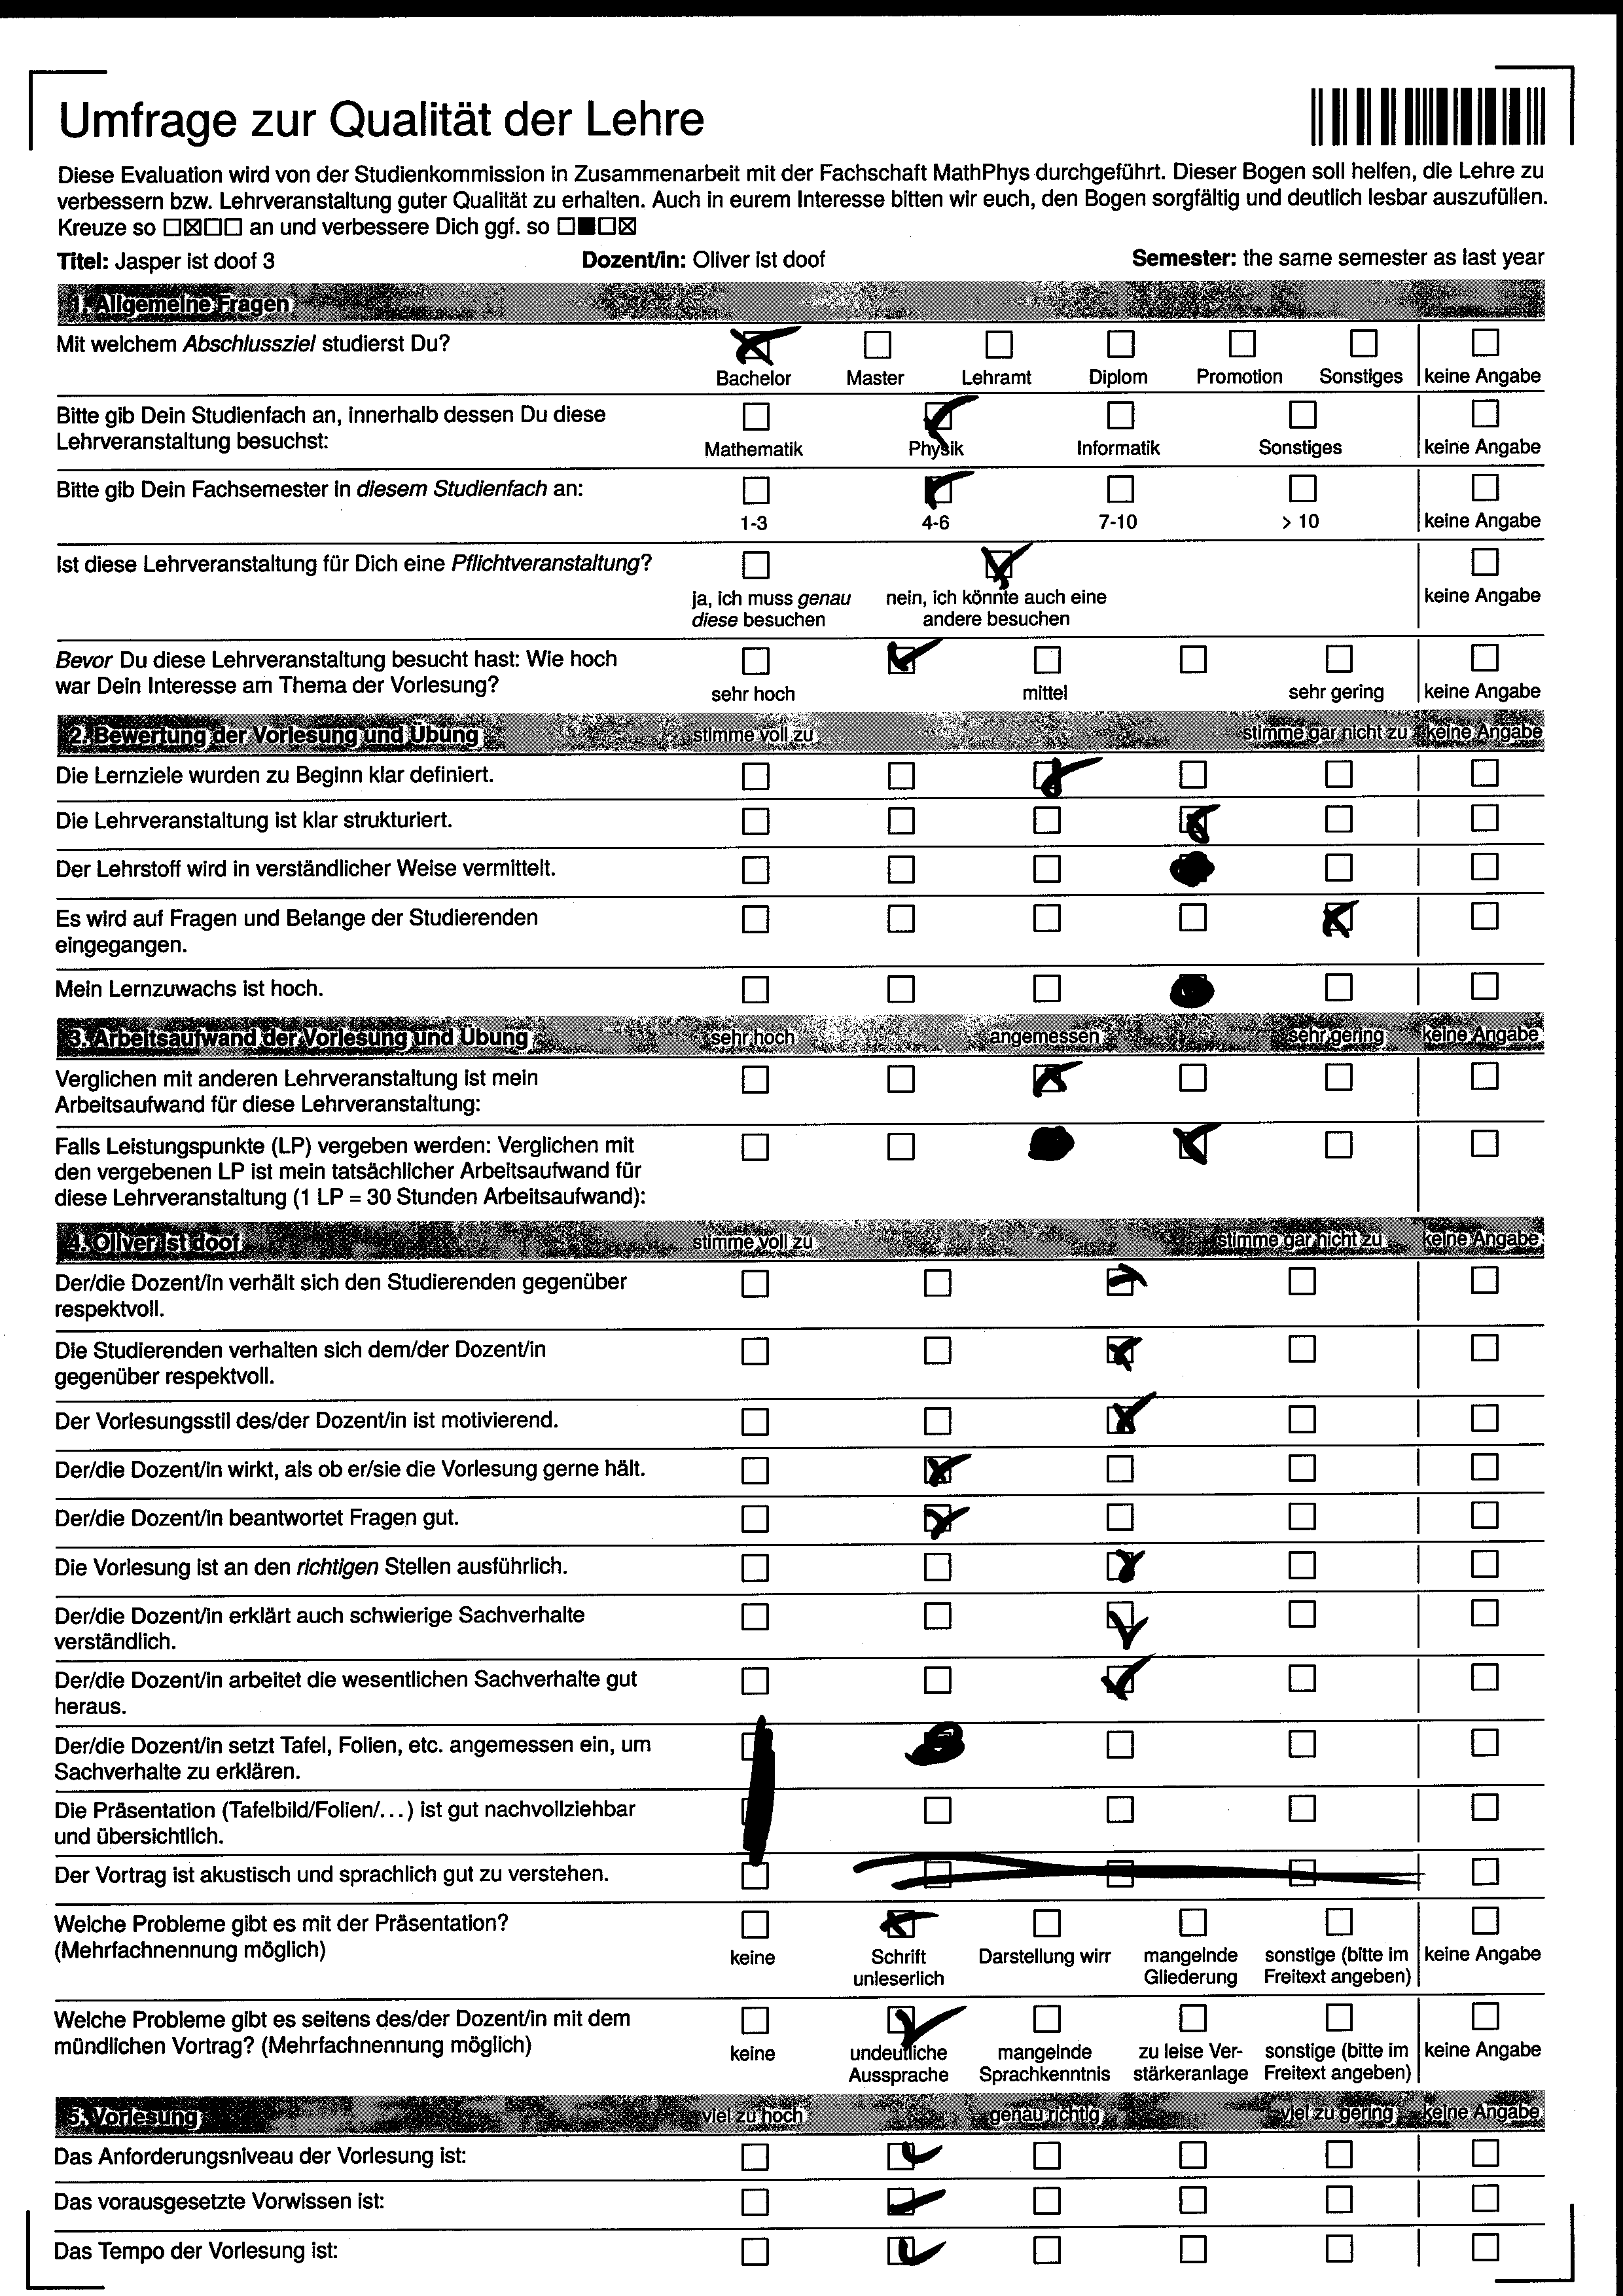 Umfrage zur Qualität der Lehre
Diese Evaluation wird von der Studienkommission in Zusammenarbeit mit der Fachschaft MathPhys durchgeführt. Dieser Bogen soll helfen, die Lehre zu
verbessern bzw. Lehrveranstaltung guter Qualität zu erhalten. Auch in eurem Interesse bitten wir euch, den Bogen sorgfältig und deutlich lesbar auszufüllen.
Kreuze so ☐☒☐☐ an und verbessere Dich ggf. so ☐■☐☒
Titel: Jasper ist doof 3 Dozent/in: Oliver ist doof Semester: the same semester as last year
1. Allgemeine Fragen
Mit welchem Abschlussziel studierst Du?
Bachelor Master Lehramt Diplom Promotion Sonstiges keine Angabe
Bitte gib Dein Studienfach an, innerhalb dessen Du diese
Lehrveranstaltung besuchst:
Mathematik Physik Informatik Sonstiges keine Angabe
Bitte gib Dein Fachsemester in diesem Studienfach an:
1-3 4-6 7-10 > 10 keine Angabe
Ist diese Lehrveranstaltung für Dich eine Pflichtveranstaltung?
ja, ich muss genau nein, ich könnte auch eine keine Angabe
diese besuchen andere besuchen
Bevor Du diese Lehrveranstaltung besucht hast: Wie hoch
war Dein Interesse am Thema der Vorlesung?
sehr hoch mittel sehr gering keine Angabe
2. Bewertung der Vorlesung und Übung stimme voll zu stimme gar nicht zu keine Angabe
Die Lernziele wurden zu Beginn klar definiert.
Die Lehrveranstaltung ist klar strukturiert.
Der Lehrstoff wird in verständlicher Weise vermittelt.
Es wird auf Fragen und Belange der Studierenden
eingegangen.
Mein Lernzuwachs ist hoch.
3. Arbeitsaufwand der Vorlesung und Übung sehr hoch angemessen sehr gering keine Angabe
Verglichen mit anderen Lehrveranstaltung ist mein
Arbeitsaufwand für diese Lehrveranstaltung:
Falls Leistungspunkte (LP) vergeben werden: Verglichen mit
den vergebenen LP ist mein tatsächlicher Arbeitsaufwand für
diese Lehrveranstaltung (1 LP = 30 Stunden Arbeitsaufwand):
4. Oliver ist doof stimme voll zu stimme gar nicht zu keine Angabe
Der/die Dozent/in verhält sich den Studierenden gegenüber
respektvoll.
Die Studierenden verhalten sich dem/der Dozent/in
gegenüber respektvoll.
Der Vorlesungsstil des/der Dozent/in ist motivierend.
Der/die Dozent/in wirkt, als ob er/sie die Vorlesung gerne hält.
Der/die Dozent/in beantwortet Fragen gut.
Die Vorlesung ist an den richtigen Stellen ausführlich.
Der/die Dozent/in erklärt auch schwierige Sachverhalte
verständlich.
Der/die Dozent/in arbeitet die wesentlichen Sachverhalte gut
heraus.
Der/die Dozent/in setzt Tafel, Folien, etc. angemessen ein, um
Sachverhalte zu erklären.
Die Präsentation (Tafelbild/Folien/...) ist gut nachvollziehbar
und übersichtlich.
Der Vortrag ist akustisch und sprachlich gut zu verstehen.
Welche Probleme gibt es mit der Präsentation?
(Mehrfachnennung möglich)
keine Schrift Darstellung wirr mangelnde sonstige (bitte im keine Angabe
unleserlich Gliederung Freitext angeben)
Welche Probleme gibt es seitens des/der Dozent/in mit dem
mündlichen Vortrag? (Mehrfachnennung möglich)
keine undeutliche mangelnde zu leise Ver- sonstige (bitte im keine Angabe
Aussprache Sprachkenntnis stärkeranlage Freitext angeben)
5. Vorlesung viel zu hoch genau richtig viel zu gering keine Angabe
Das Anforderungsniveau der Vorlesung ist:
Das vorausgesetzte Vorwissen ist:
Das Tempo der Vorlesung ist: